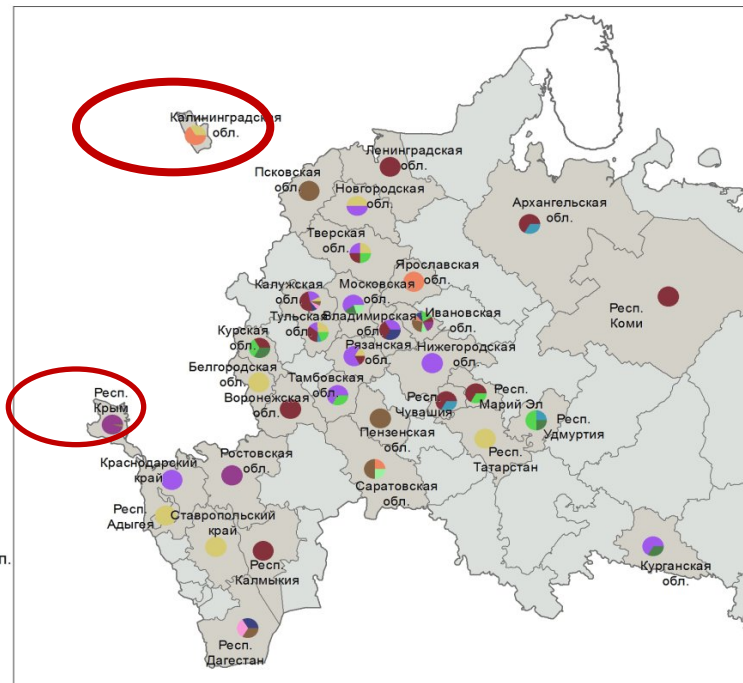 Калининградская
обл.
Ленинградская
обл.
Псковская
обл.
Новгородская
обл.
Архангельская
обл.
Тверская
обл.
Ярославская
обл.
Калужская
обл.
Московская
обл.
Респ.
Коми
Тульская
обл.
Владимирская
обл.
Ивановская
обл.
Курская
обл.
Рязанская
обл.
Нижегородская
обл.
Белгородская
обл.
Тамбовская
обл.
Респ.
Чувашия
Респ.
Марий Эл
Респ.
Удмуртия
Респ.
Крым
Воронежская
обл.
Пензенская
обл.
Респ.
Татарстан
Краснодарский
край
Ростовская
обл.
Саратовская
обл.
Респ.
Адыгея
Ставропольский
край
Респ.
Калмыкия
Курганская
обл.
п.
Респ.
Дагестан